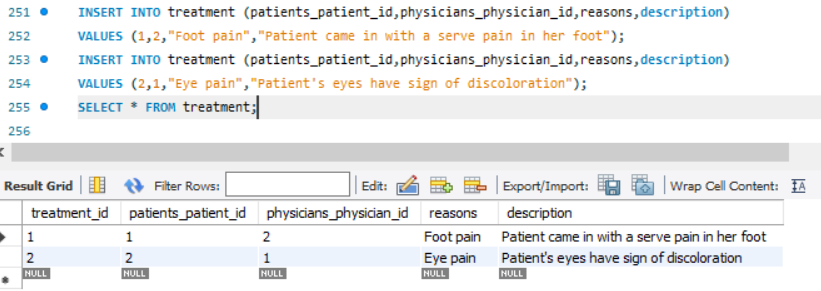 251 INSERT INTO treatment (patients_patient_id,physicians_physician_id,reasons,description)
252 VALUES (1,2,"Foot pain","Patient came in with a serve pain in her foot");
253 INSERT INTO treatment (patients_patient_id,physicians_physician_id,reasons,description)
254 VALUES (2,1,"Eye pain","Patient's eyes have sign of discoloration");
255 SELECT * FROM treatment;
256
Result Grid Filter Rows: Edit: Export/Import: Wrap Cell Content: IA
treatment_id patients_patient_id physicians_physician_id reasons description
1 1 2 Foot pain Patient came in with a serve pain in her foot
2 2 1 Eye pain Patient's eyes have sign of discoloration
NULL NULL NULL NULL NULL